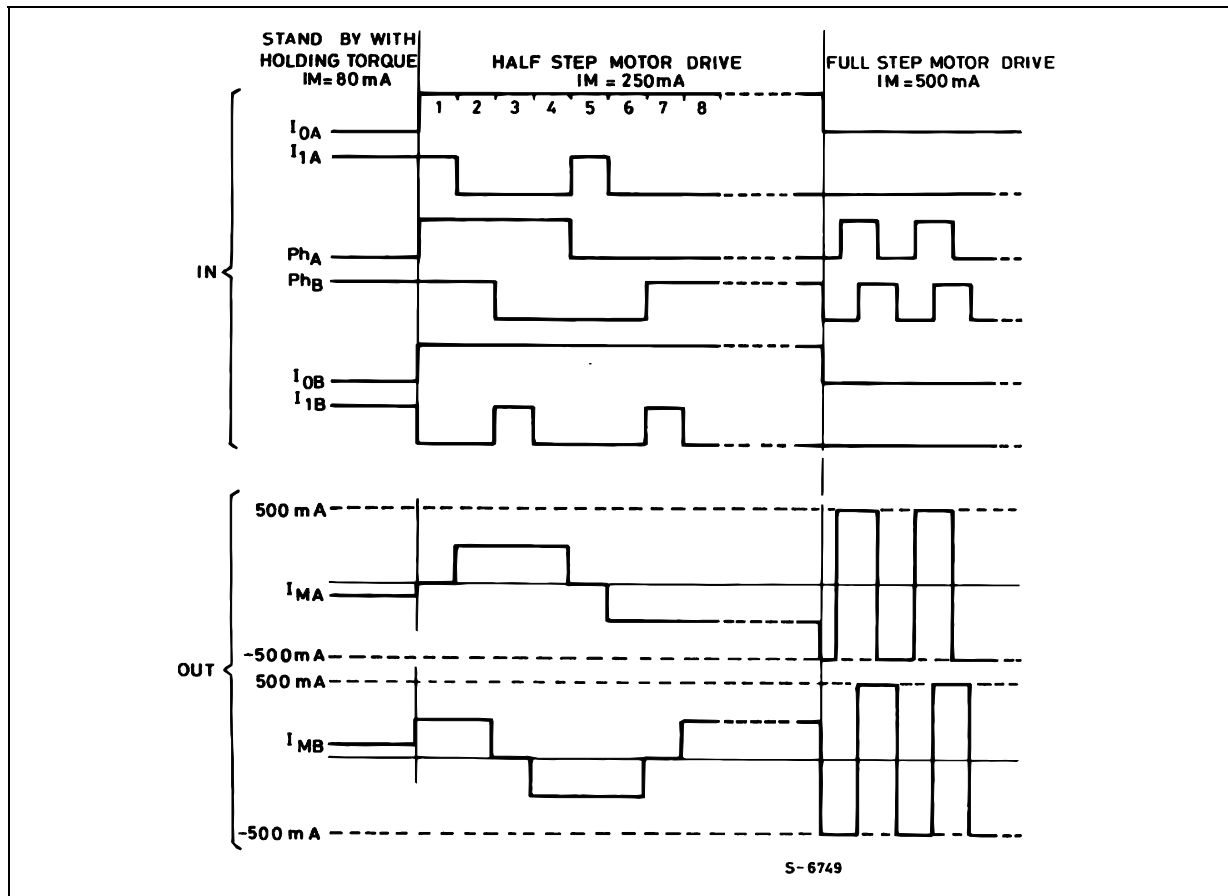 STAND BY WITH
HOLDING TORQUE
IM=80mA
HALF STEP MOTOR DRIVE
IM = 250mA
FULL STEP MOTOR DRIVE
IM=500mA
1 2 3 4 5 6 7 8
I0A
I1A
PhA
PhB
I0B
I1B
IN
500 mA
IMA
-500mA
500 mA
IMB
-500 mA
OUT
S-6749